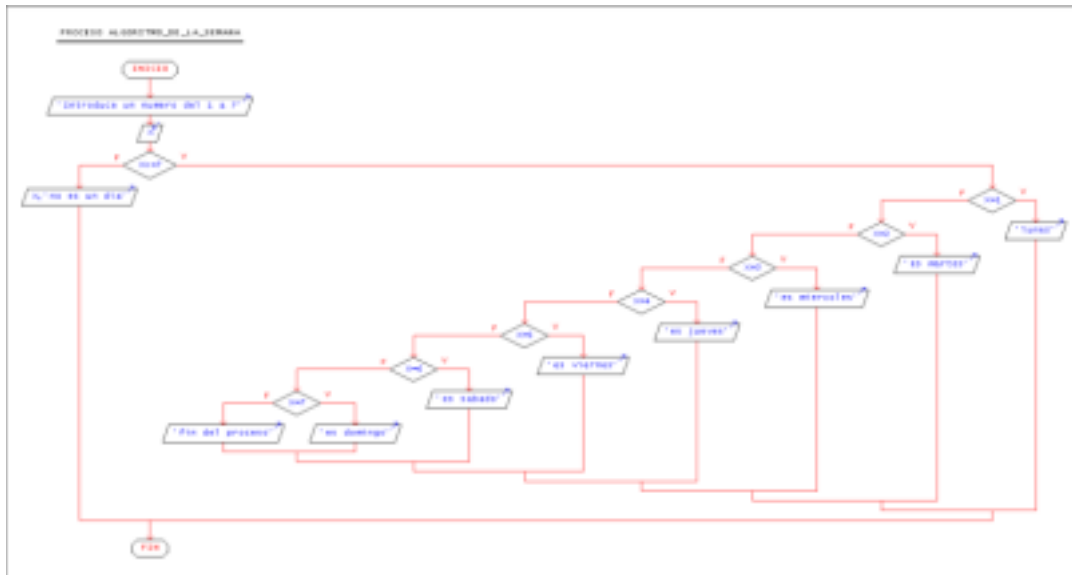 PROCESO ALGORITMO_DE_LA_SEMANA
INICIO
'Introduce un numero del 1 a 7'
F
V
n,'no es un dia'
F
V
'lunes'
F
V
'es martes'
F
V
'es miercoles'
F
V
'es jueves'
F
V
'es viernes'
F
V
'es sabado'
F
V
'fin del proceso'
'es domingo'
FIN